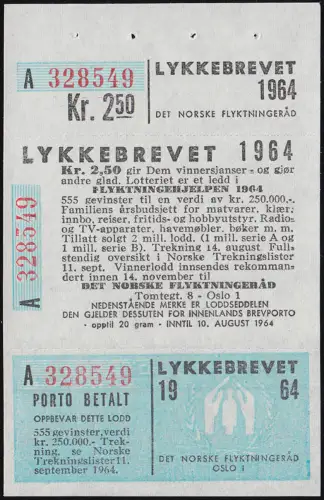 A 328549
Kr. 2.50
LYKKEBREVET
1964
DET NORSKE FLYKTNINGERÅD
LYKKEBREVET 1964
Kr. 2,50 gir Dem vinnersjanser - og gjør
andre glad. Lotteriet er et ledd i
FLYKTNINGEHJELPEN 1964
555 gevinster til en verdi av kr. 250.000,-.
Familiens årsbudsjett for matvarer, klær,
innbo, reiser, fritids- og hobbyutstyr. Radio-
og TV-apparater, havemøbler, bøker m. m.
Tillatt solgt 2 mill. lodd. (1 mill. serie A og
1 mill. serie B). Trekning 14. august. Full-
stendig oversikt i Norske Trekningslister
11. sept. Vinnerlodd innsendes rekomman-
dert innen 14. november til
DET NORSKE FLYKTNINGERÅD
Tomtegt. 8 - Oslo 1
NEDENSTÅENDE MERKE ER LODDSEDDELEN
DEN GJELDER DESSUTEN FOR INNENLANDS BREVPORTO
- opptil 20 gram - INNTIL 10. AUGUST 1964
A 328549
A 328549
PORTO BETALT
OPPBEVAR DETTE LODD
555 gevinster, verdi
kr. 250.000.- Trek-
ning, se Norske
Trekningslister 11.
september 1964.
LYKKEBREVET
19 64
DET NORSKE FLYKTNINGERÅD
OSLO 1